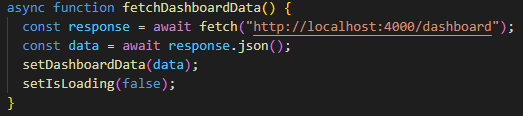 async function fetchDashboardData() {
  const response = await fetch("http://localhost:4000/dashboard");
  const data = await response.json();
  setDashboardData(data);
  setIsLoading(false);
}